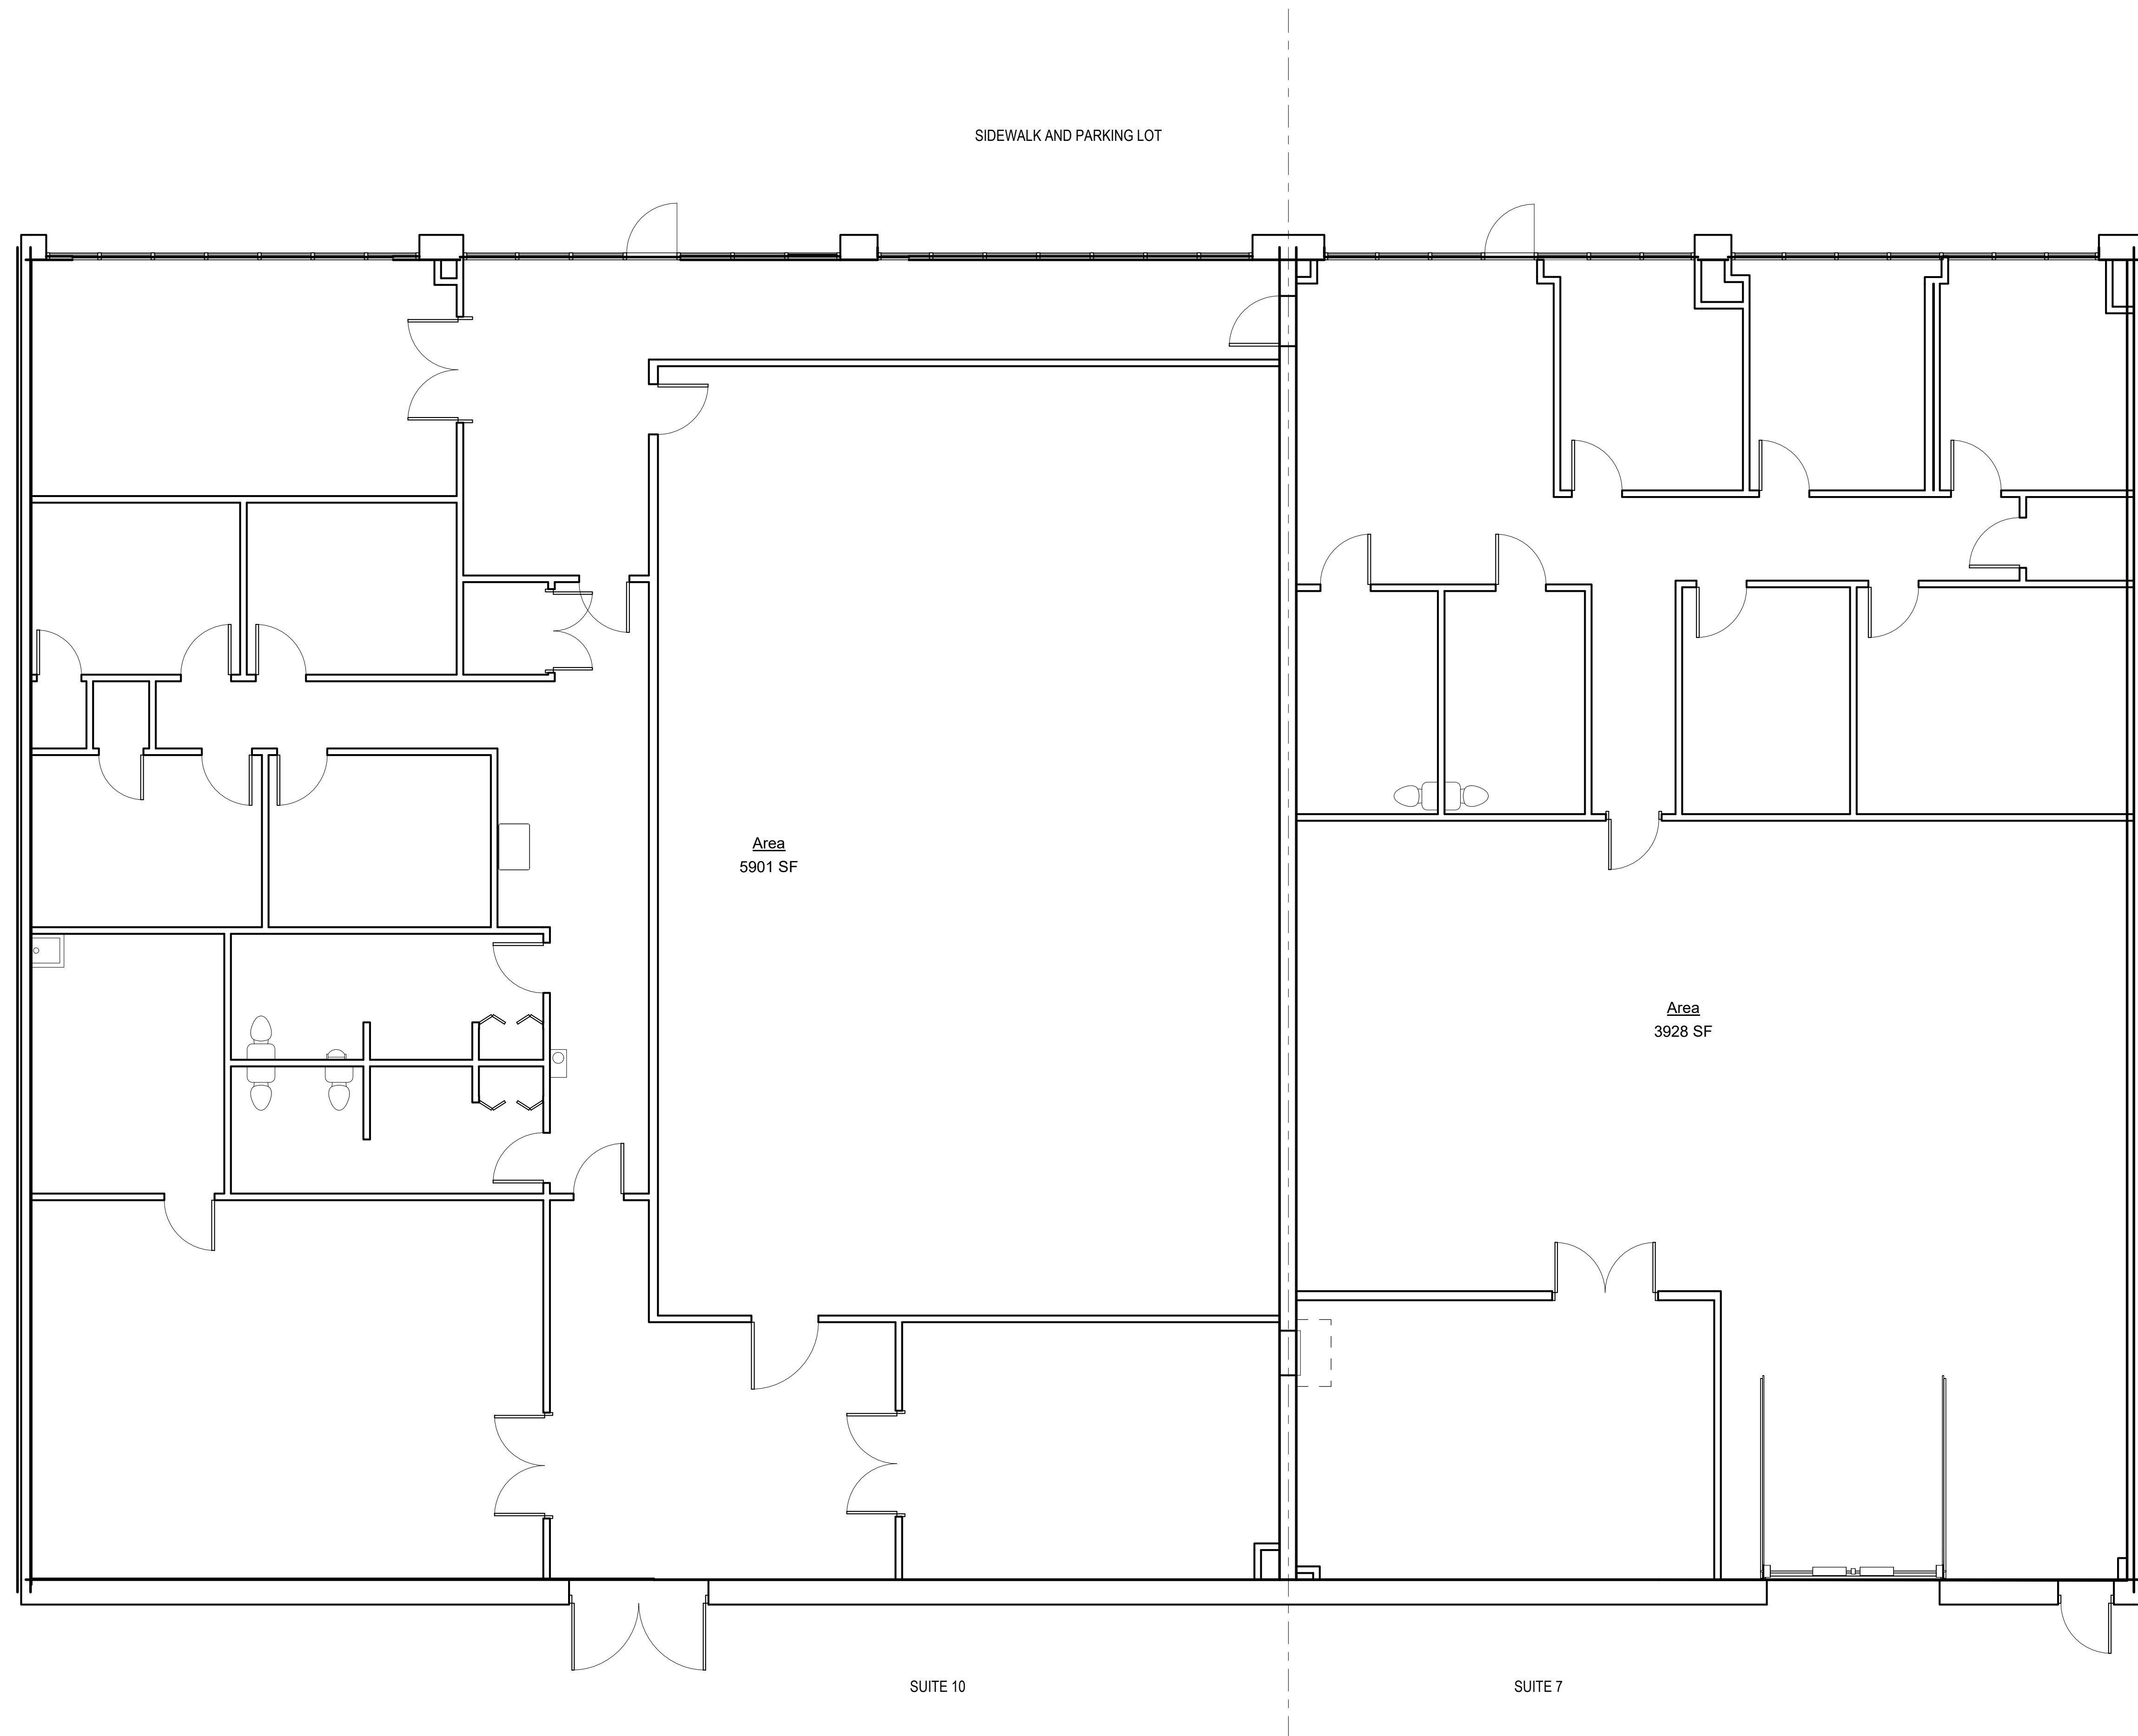 SIDEWALK AND PARKING LOT
Area
5901 SF
Area
3928 SF
SUITE 10
SUITE 7